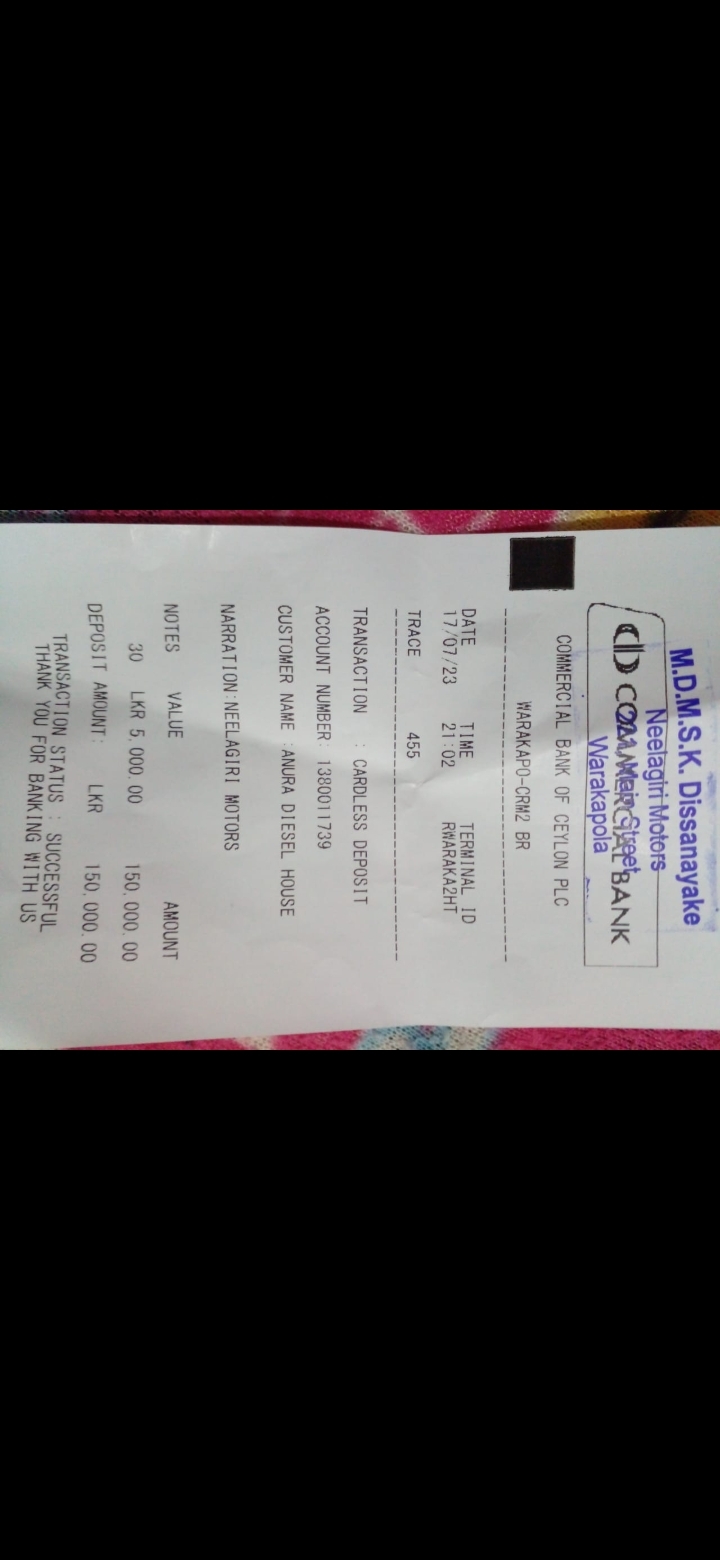 M.D.M.S.K. Dissanayake
Neelagiri Motors
COMMERCIAL BANK
Main Street
Warakapola
COMMERCIAL BANK OF CEYLON PLC
WARAKAPO-CRM2 BR
DATE TIME TERMINAL ID
17/07/23 21:02 RWARAKA2HT
TRACE 455
TRANSACTION : CARDLESS DEPOSIT
ACCOUNT NUMBER: 1380011739
CUSTOMER NAME :ANURA DIESEL HOUSE
NARRATION:NEELAGIRI MOTORS
NOTES VALUE AMOUNT
30 LKR 5,000.00 150,000.00
DEPOSIT AMOUNT: LKR 150,000.00
TRANSACTION STATUS : SUCCESSFUL
THANK YOU FOR BANKING WITH US